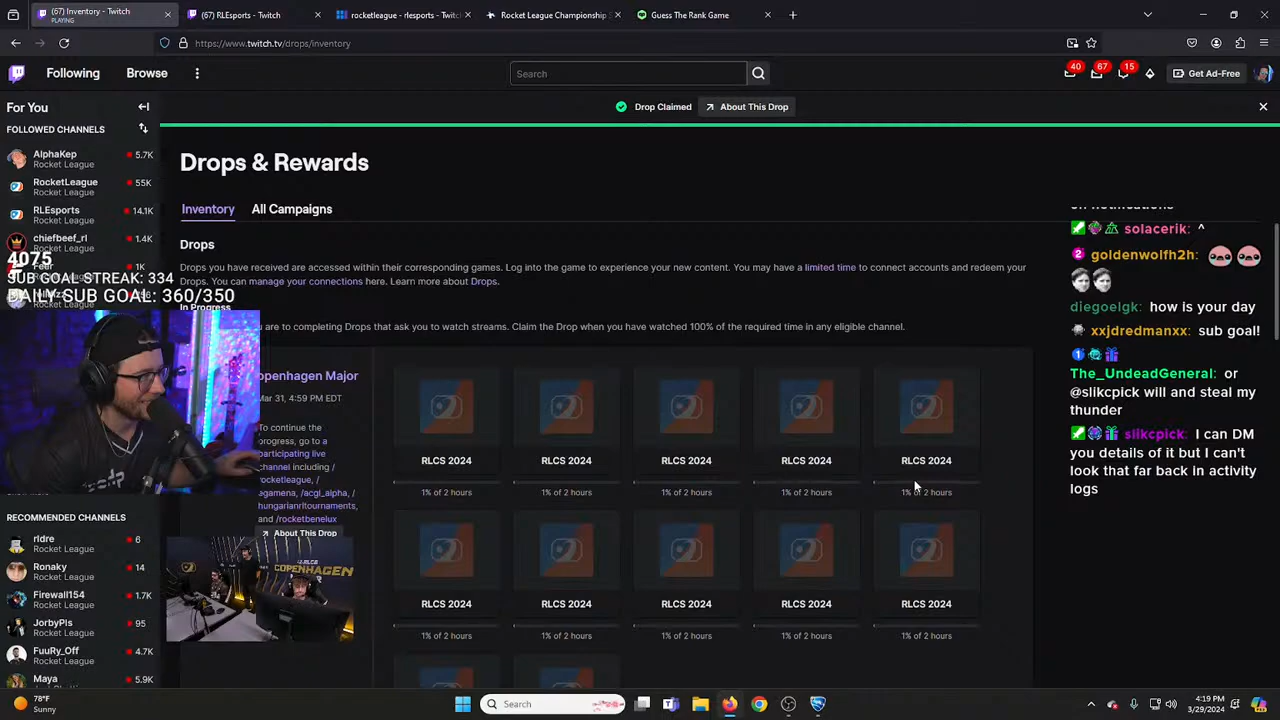 (67) Inventory - Twitch
PLAYING
(67) RLEsports - Twitch
rocketleague - rlesports - Twitch
Rocket League Championship
Guess The Rank Game
https://www.twitch.tv/drops/inventory
Following
Browse
Search
40
67
15
Get Ad-Free
For You
FOLLOWED CHANNELS
AlphaKep
5.7K
Rocket League
RocketLeague
55K
Rocket League
RLEsports
14.1K
Rocket League
chiefbeef_rl
1.4K
Rocket League
1K
4075
SUB GOAL STREAK: 334
DAILY SUB GOAL: 360/350
RECOMMENDED CHANNELS
rldre
6
Rocket League
Ronaky
14
Rocket League
Firewall154
1.7K
Rocket League
JorbyPls
95
Rocket League
FuuRy_Off
4.7K
Rocket League
Maya
5.9K
Drop Claimed
About This Drop
Drops & Rewards
Inventory
All Campaigns
Drops
Drops you have received are accessed within their corresponding games. Log into the game to experience your new content. You may have a limited time to connect accounts and redeem your
Drops. You can manage your connections here. Learn more about Drops.
In Progress
you are to completing Drops that ask you to watch streams. Claim the Drop when you have watched 100% of the required time in any eligible channel.
openhagen Major
Mar 31, 4:59 PM EDT
To continue the
progress, go to a
participating live
channel including /
rocketleague, /
egamena, /acgl_alpha, /
hungarianrltournaments,
and /rocketbenelux
About This Drop
RLCS 2024
RLCS 2024
RLCS 2024
RLCS 2024
RLCS 2024
1% of 2 hours
1% of 2 hours
1% of 2 hours
1% of 2 hours
1% of 2 hours
RLCS 2024
RLCS 2024
RLCS 2024
RLCS 2024
RLCS 2024
1% of 2 hours
1% of 2 hours
1% of 2 hours
1% of 2 hours
1% of 2 hours
COPENHAGEN
on notifications
solacerik: ^
goldenwolfh2h:
diegoelgk: how is your day
xxjdredmanxx: sub goal!
The_UndeadGeneral: or
@slikcpick will and steal my
thunder
slikcpick: I can DM
you details of it but I can't
look that far back in activity
logs
78°F
Sunny
Search
4:19 PM
3/29/2024